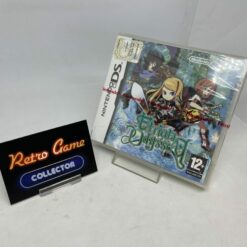 NINTENDO DS
Etrian
Odyssey
12
Retro Game
COLLECTOR